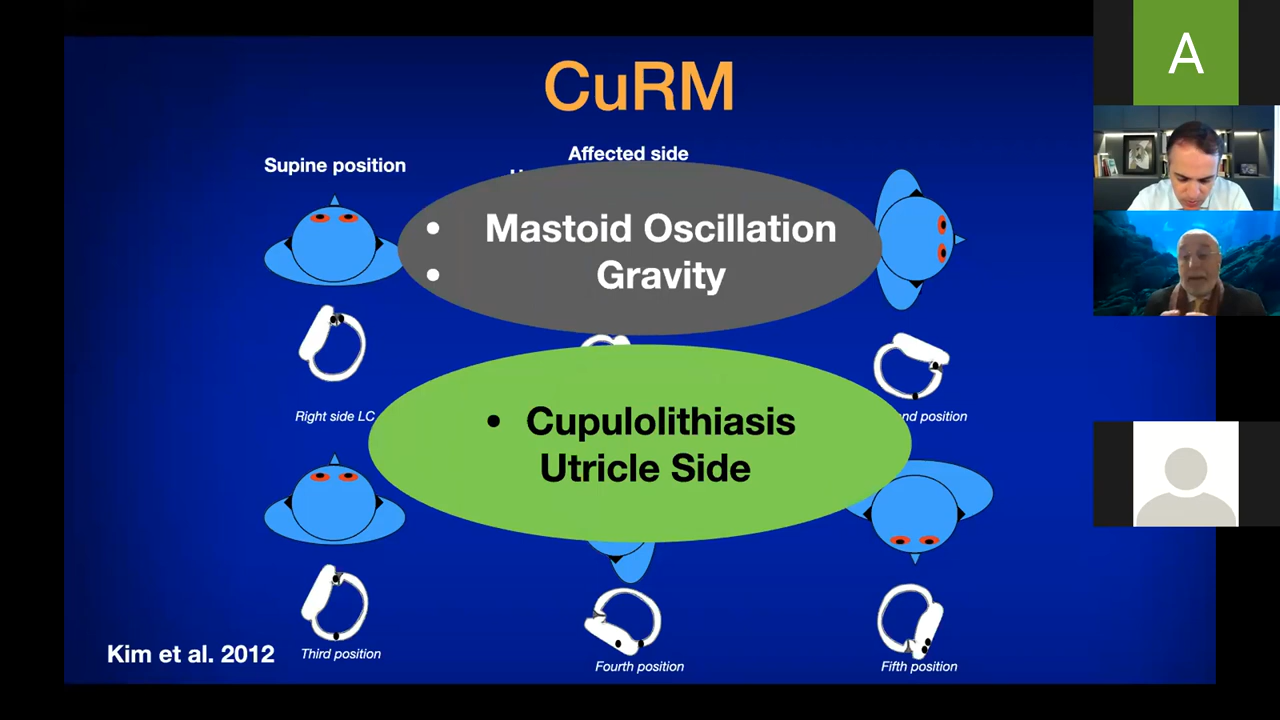 CuRM
Supine position
Affected side
• Mastoid Oscillation
• Gravity
Right side LC
nd position
• Cupulolithiasis
Utricle Side
Kim et al. 2012
Third position
Fourth position
Fifth position
A